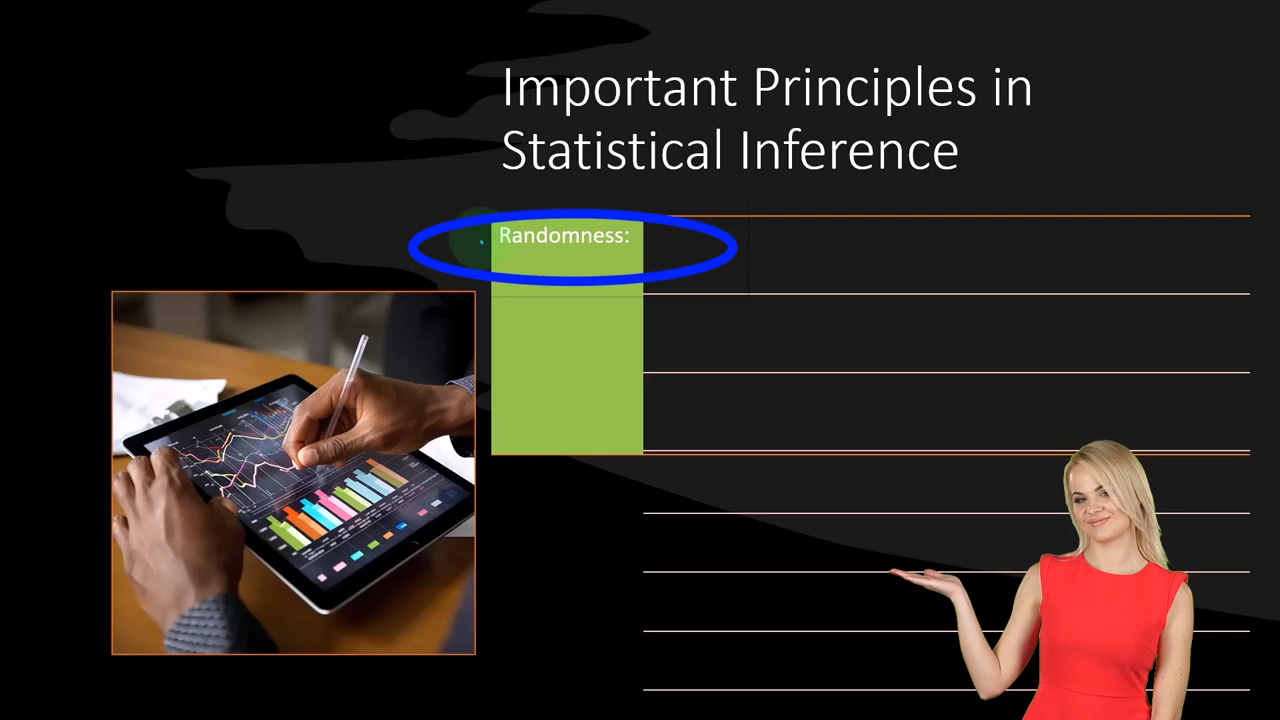 Important Principles in
Statistical Inference
Randomness: